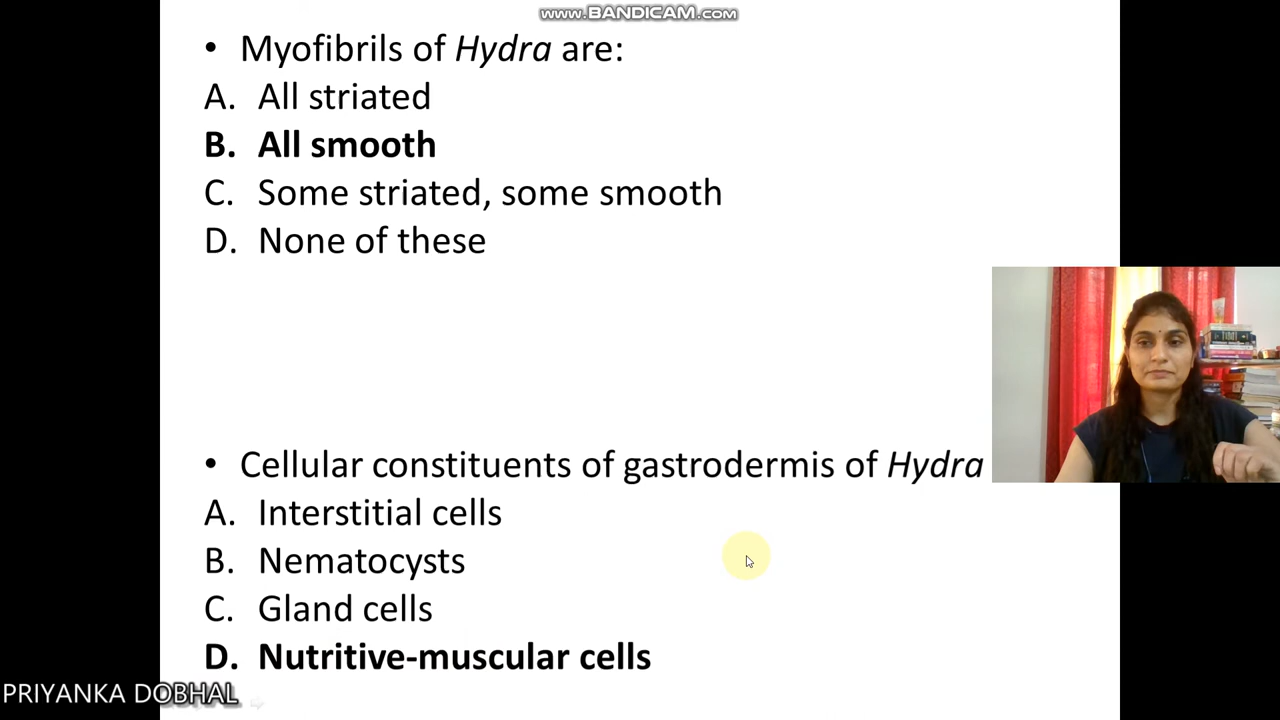 www.BANDICAM.com
• Myofibrils of Hydra are:
A. All striated
B. All smooth
C. Some striated, some smooth
D. None of these
• Cellular constituents of gastrodermis of Hydra
A. Interstitial cells
B. Nematocysts
C. Gland cells
D. Nutritive-muscular cells
PRIYANKA DOBHAL